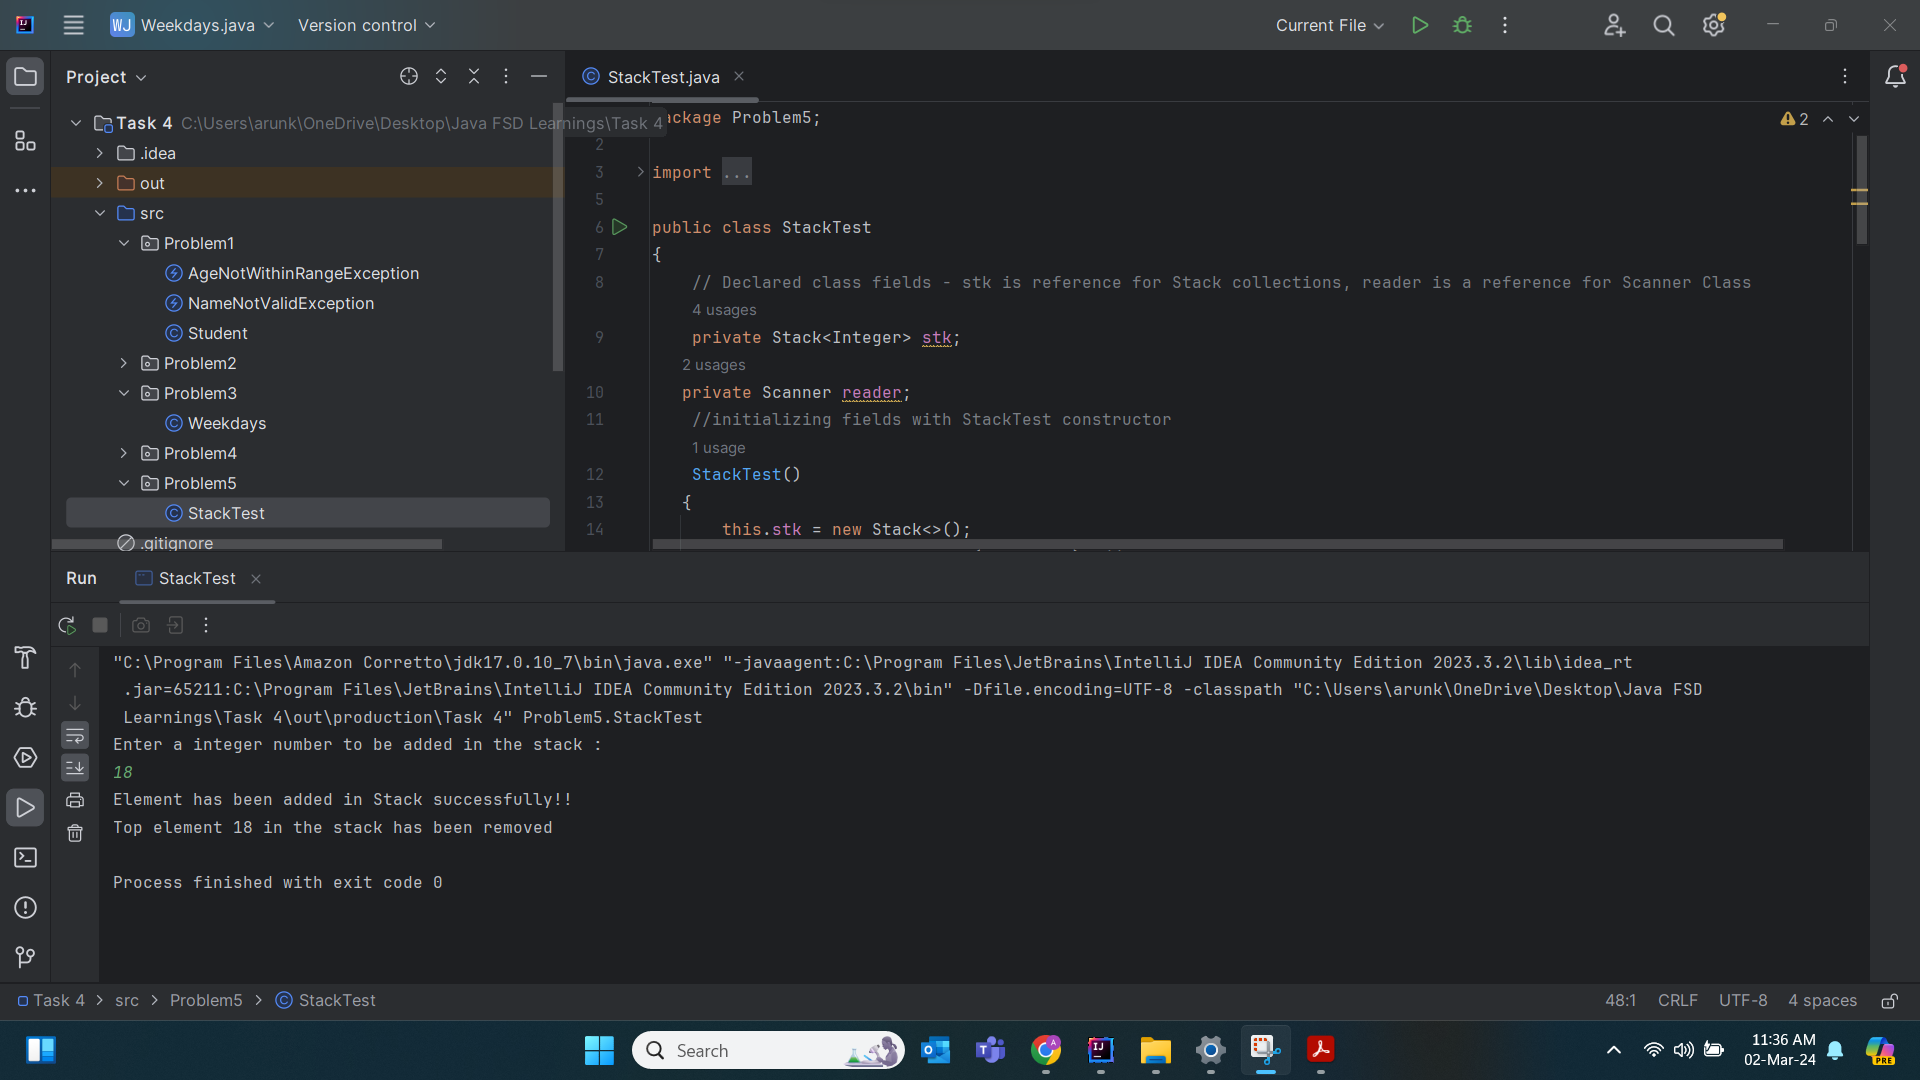 WJ Weekdays.java Version control Current File
Project
StackTest.java
Task 4 C:\Users\arunk\OneDrive\Desktop\Java FSD Learnings\Task 4
.idea
out
src
Problem1
AgeNotWithinRangeException
NameNotValidException
Student
Problem2
Problem3
Weekdays
Problem4
Problem5
StackTest
.gitignore
ackage Problem5;
2
3 import ...
5
6 public class StackTest
7 {
8 // Declared class fields - stk is reference for Stack collections, reader is a reference for Scanner Class
4 usages
9 private Stack<Integer> stk;
2 usages
10 private Scanner reader;
11 //initializing fields with StackTest constructor
1 usage
12 StackTest()
13 {
14 this.stk = new Stack<>();
2
Run StackTest
"C:\Program Files\Amazon Corretto\jdk17.0.10_7\bin\java.exe" "-javaagent:C:\Program Files\JetBrains\IntelliJ IDEA Community Edition 2023.3.2\lib\idea_rt
.jar=65211:C:\Program Files\JetBrains\IntelliJ IDEA Community Edition 2023.3.2\bin" -Dfile.encoding=UTF-8 -classpath "C:\Users\arunk\OneDrive\Desktop\Java FSD
Learnings\Task 4\out\production\Task 4" Problem5.StackTest
Enter a integer number to be added in the stack :
18
Element has been added in Stack successfully!!
Top element 18 in the stack has been removed
Process finished with exit code 0
Task 4 > src > Problem5 > StackTest
48:1 CRLF UTF-8 4 spaces
Search
11:36 AM
02-Mar-24
PRE